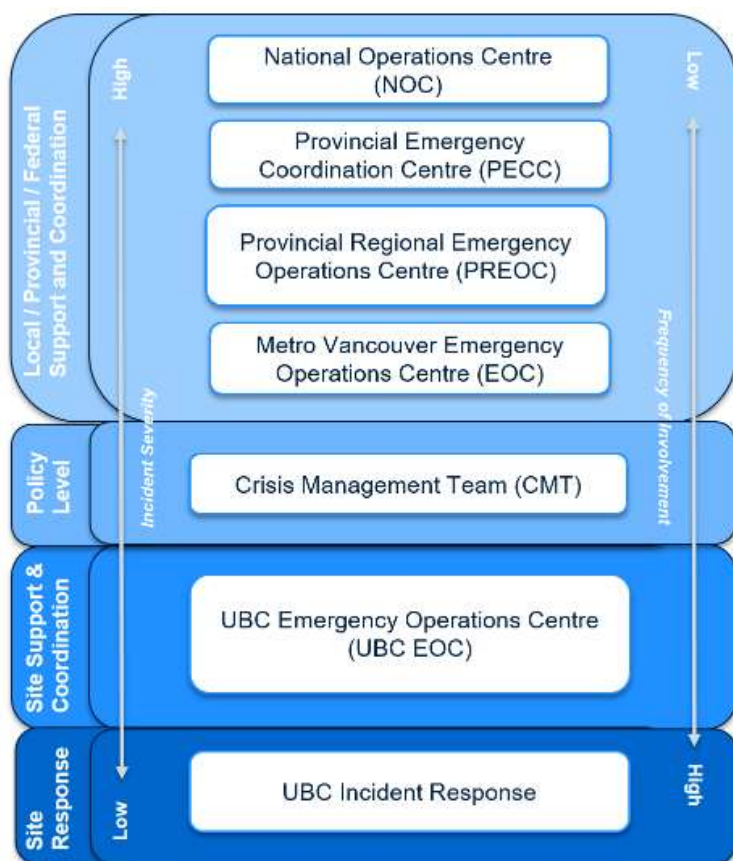 High
Low
National Operations Centre
(NOC)
Provincial Emergency
Coordination Centre (PECC)
Provincial Regional Emergency
Operations Centre (PREOC)
Metro Vancouver Emergency
Operations Centre (EOC)
Local / Provincial / Federal
Support and Coordination
Incident Severity
Frequency of Involvement
Policy
Level
Crisis Management Team (CMT)
Site Support &
Coordination
UBC Emergency Operations Centre
(UBC EOC)
Site
Response
UBC Incident Response
Low
High